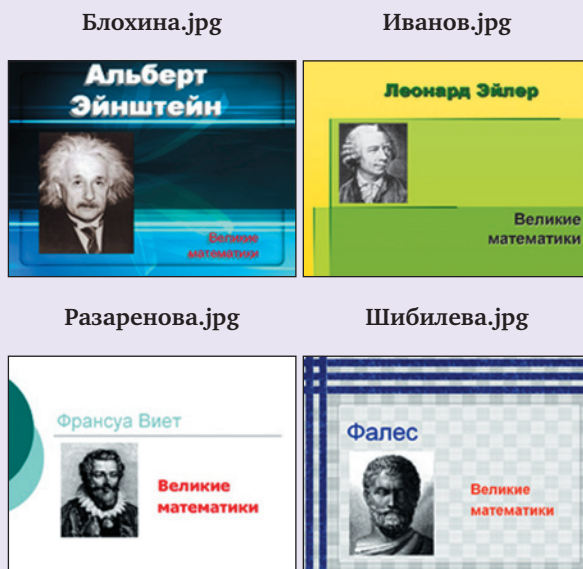 Блохина.jpg
Иванов.jpg
Альберт
Эйнштейн
Великие
математики
Леонард Эйлер
Великие
математики
Разаренова.jpg
Шибилева.jpg
Франсуа Виет
Великие
математики
Фалес
Великие
математики